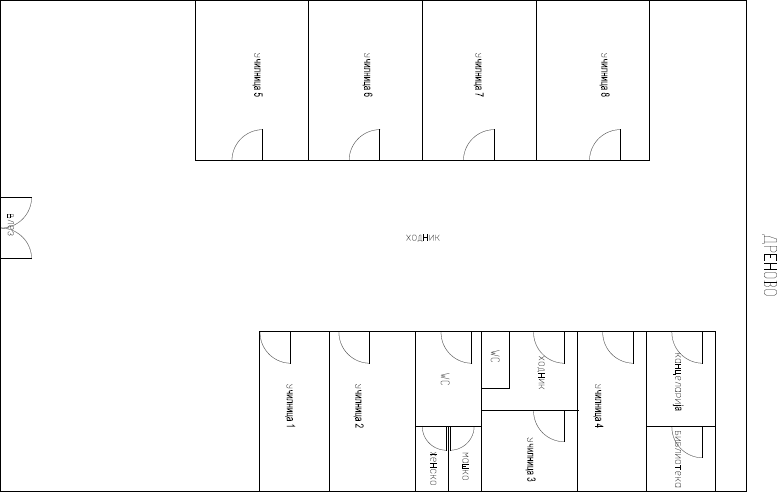 училница 5
училница 6
училница 7
училница 8
влез
ходник
ДРЕНОВО
училница 1
училница 2
WC
женско
машко
WC
ходник
училница 3
училница 4
канцеларија
библиотека